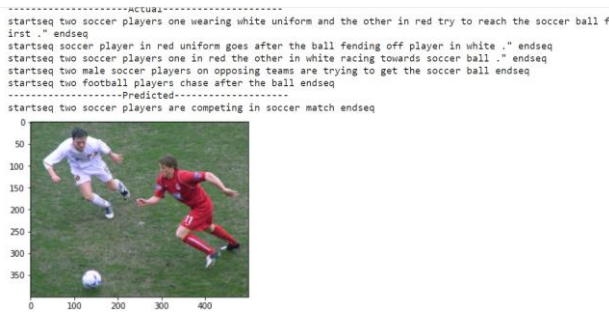 ---------------------Actual---------------------
startseq two soccer players one wearing white uniform and the other in red try to reach the soccer ball f
irst ." endseq
startseq soccer player in red uniform goes after the ball fending off player in white ." endseq
startseq two soccer players one in red the other in white racing towards soccer ball ." endseq
startseq two male soccer players on opposing teams are trying to get the soccer ball endseq
startseq two football players chase after the ball endseq
--------------------Predicted--------------------
startseq two soccer players are competing in soccer match endseq
0
50
100
150
200
250
300
350
11
0 100 200 300 400